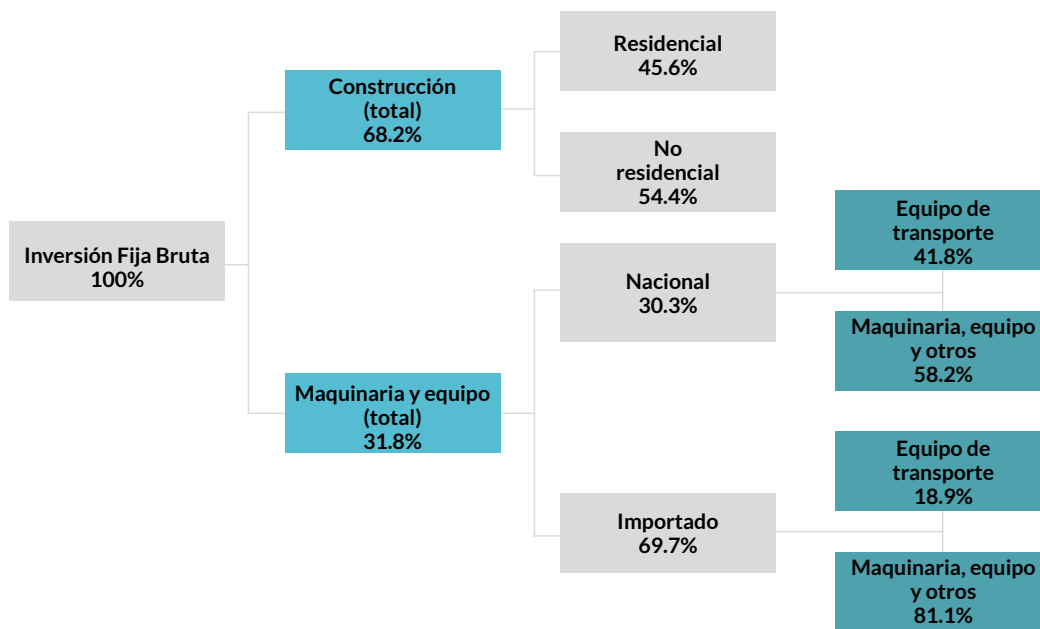 Residencial
45.6%
Construcción
(total)
68.2%
No
residencial
54.4%
Equipo de
transporte
41.8%
Inversión Fija Bruta
100%
Nacional
30.3%
Maquinaria, equipo
y otros
58.2%
Maquinaria y equipo
(total)
31.8%
Equipo de
transporte
18.9%
Importado
69.7%
Maquinaria, equipo
y otros
81.1%